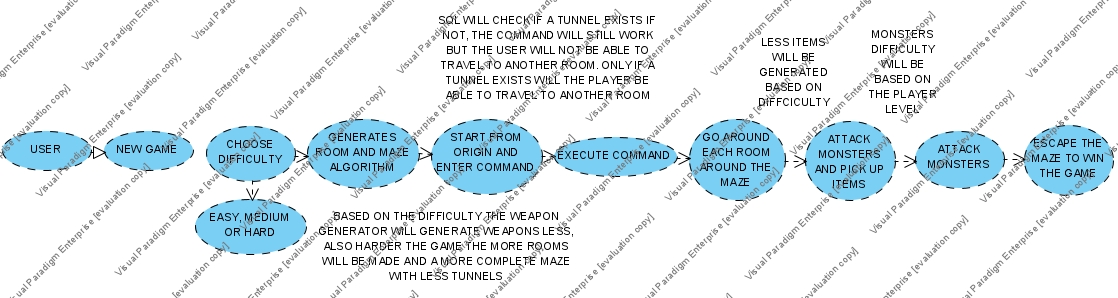 SQL WILL CHECK IF A TUNNEL EXISTS IF
NOT, THE COMMAND WILL STILL WORK
BUT THE USER WILL NOT BE ABLE TO
TRAVEL TO ANOTHER ROOM. ONLY IF A
TUNNEL EXISTS WILL THE PLAYER BE
ABLE TO TRAVEL TO ANOTHER ROOM
LESS ITEMS
WILL BE
GENERATED
BASED ON
DIFFCICULTY
MONSTERS
DIFFICULTY
WILL BE
BASED ON
THE PLAYER
LEVEL
USER
NEW GAME
CHOOSE
DIFFICULTY
GENERATES
ROOM AND MAZE
ALGORITHM
START FROM
ORIGIN AND
ENTER COMMAND
EXECUTE COMMAND
GO AROUND
EACH ROOM
AROUND THE
MAZE
ATTACK
MONSTERS
AND PICK UP
ITEMS
ATTACK
MONSTERS
ESCAPE THE
MAZE TO WIN
THE GAME
EASY, MEDIUM
OR HARD
BASED ON THE DIFFICULTY, THE WEAPON
GENERATOR WILL GENERATE WEAPONS LESS,
ALSO HARDER THE GAME THE MORE ROOMS
WILL BE MADE AND A MORE COMPLETE MAZE
WITH LESS TUNNELS
Visual Paradigm Enterprise [evaluation copy]